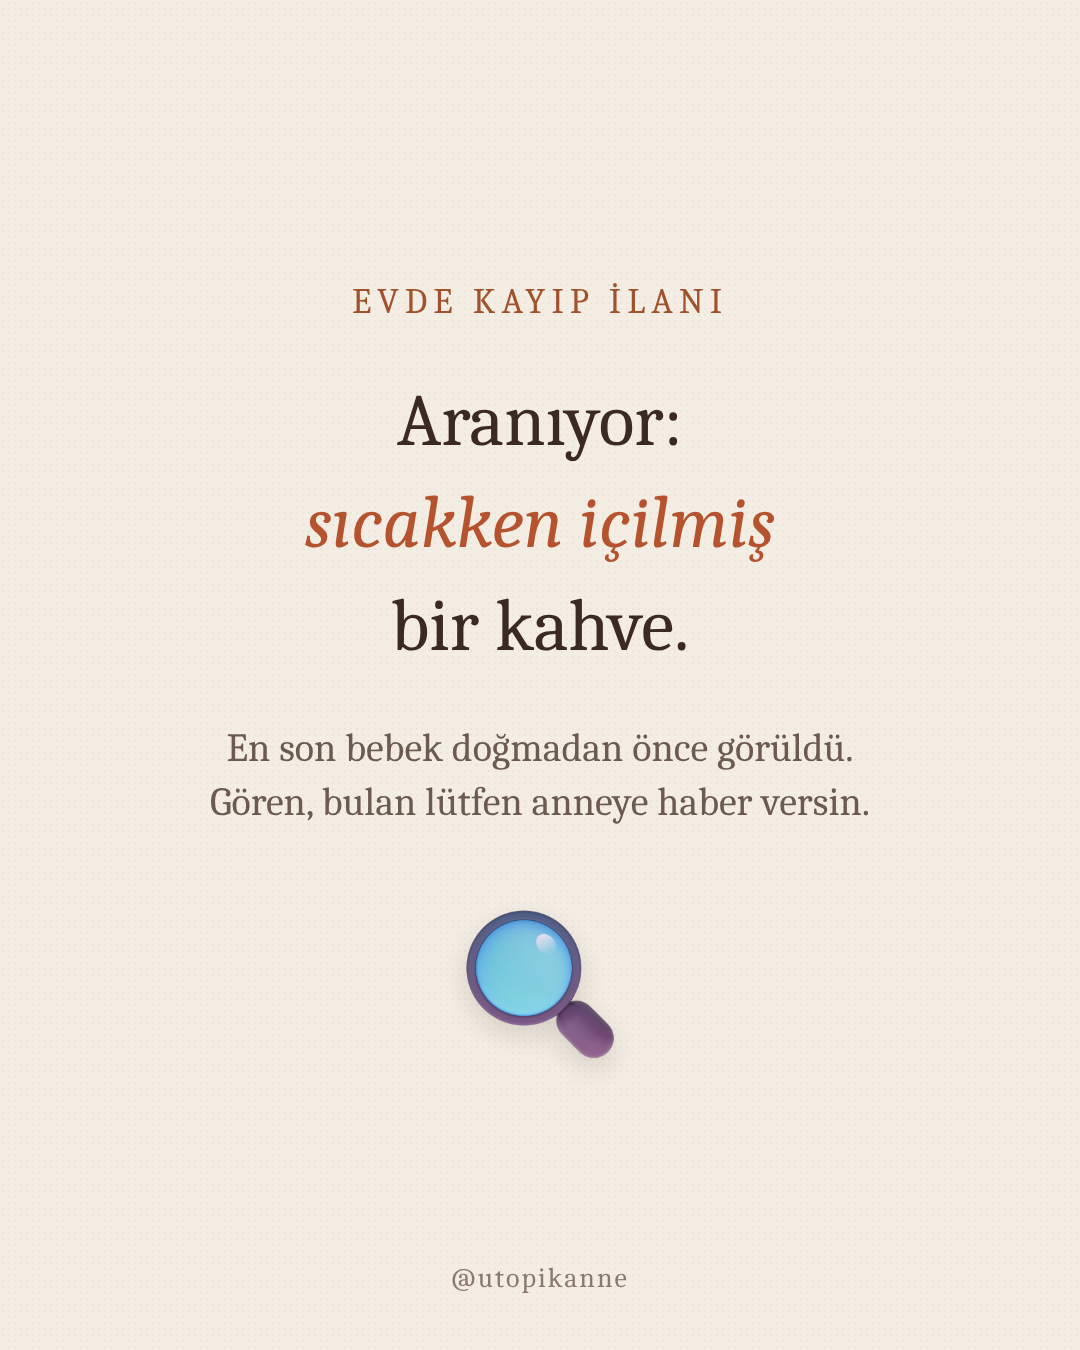 EVDE KAYIP İLANI
Aranıyor:
sıcakken içilmiş
bir kahve.
En son bebek doğmadan önce görüldü.
Gören, bulan lütfen anneye haber versin.
@utopikanne